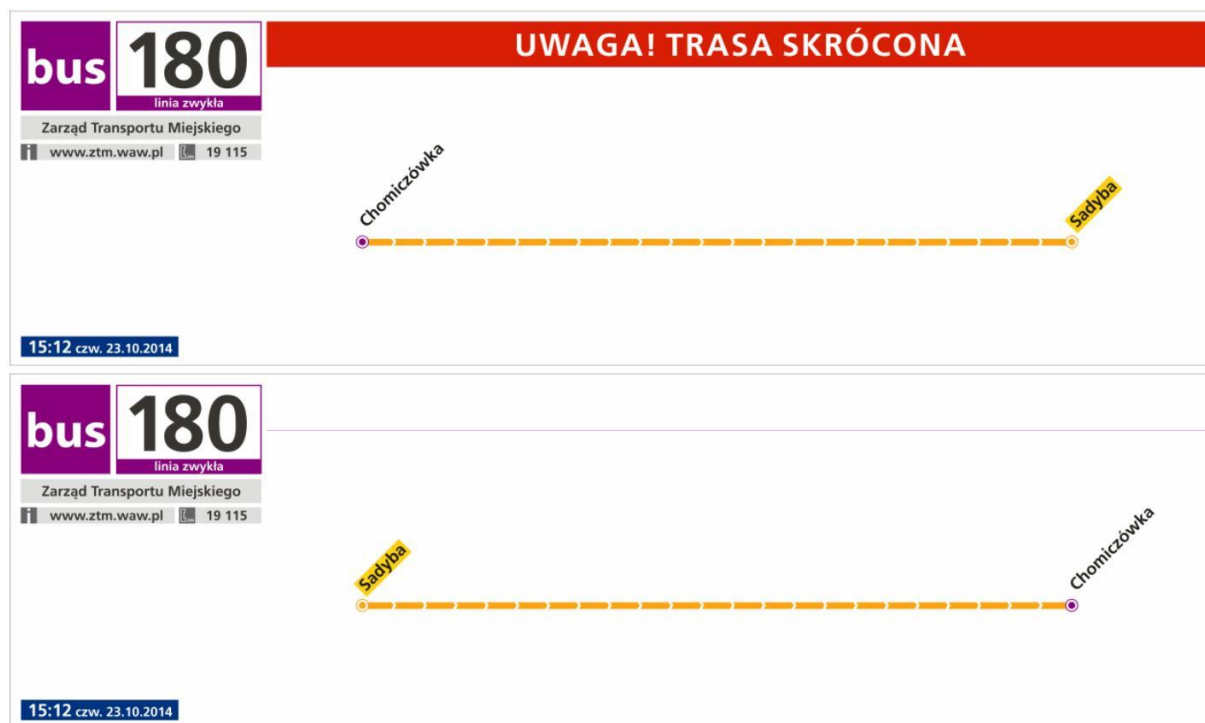 bus 180
linia zwykła
Zarząd Transportu Miejskiego
i www.ztm.waw.pl 19 115
UWAGA! TRASA SKRÓCONA
Chomiczówka
Sadyba
15:12 czw. 23.10.2014
bus 180
linia zwykła
Zarząd Transportu Miejskiego
i www.ztm.waw.pl 19 115
Sadyba
Chomiczówka
15:12 czw. 23.10.2014